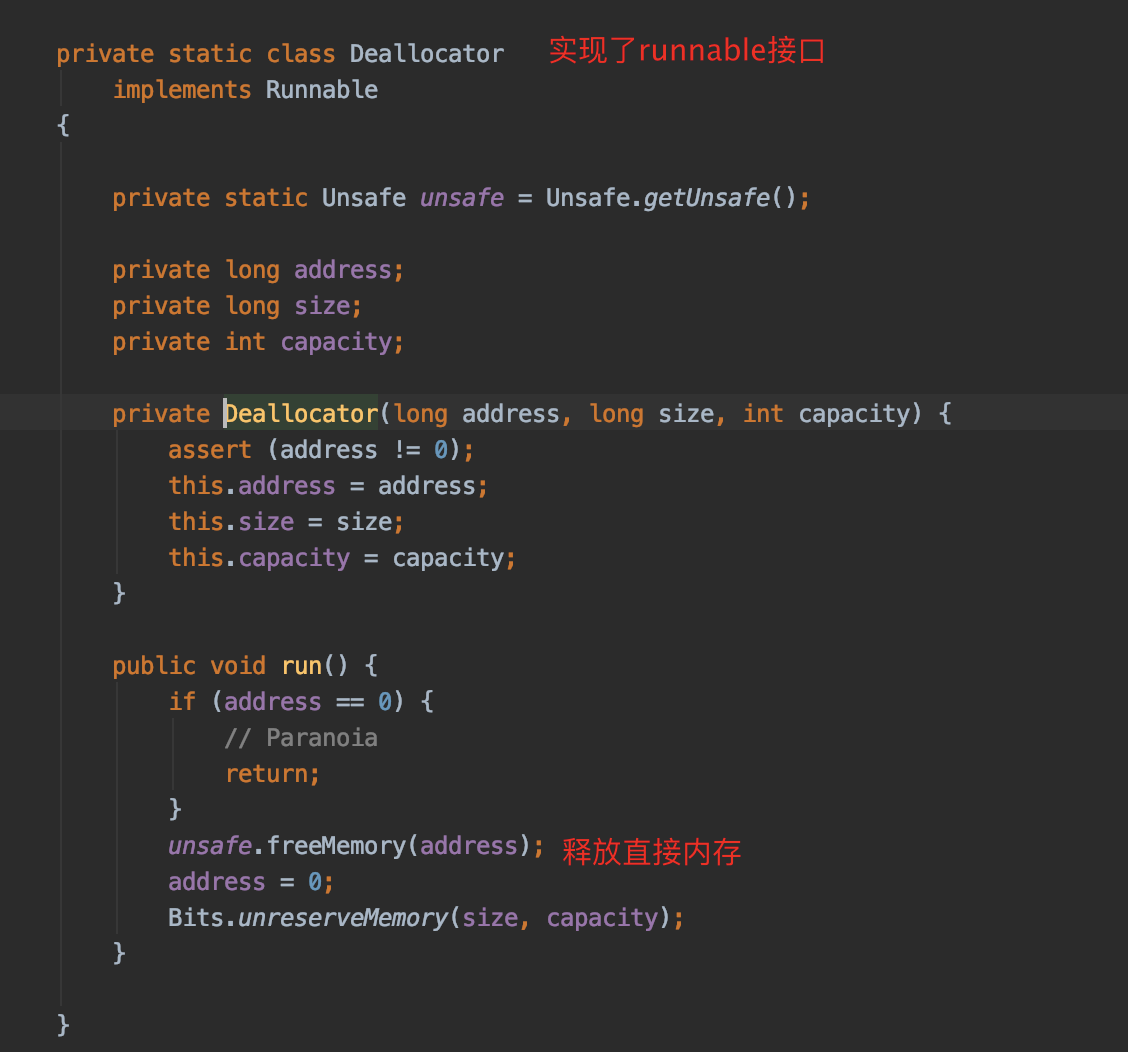 private static class Deallocator 实现了runnable接口
implements Runnable
{
private static Unsafe unsafe = Unsafe.getUnsafe();
private long address;
private long size;
private int capacity;
private Deallocator(long address, long size, int capacity) {
assert (address != 0);
this.address = address;
this.size = size;
this.capacity = capacity;
}
public void run() {
if (address == 0) {
// Paranoia
return;
}
unsafe.freeMemory(address); 释放直接内存
address = 0;
Bits.unreserveMemory(size, capacity);
}
}